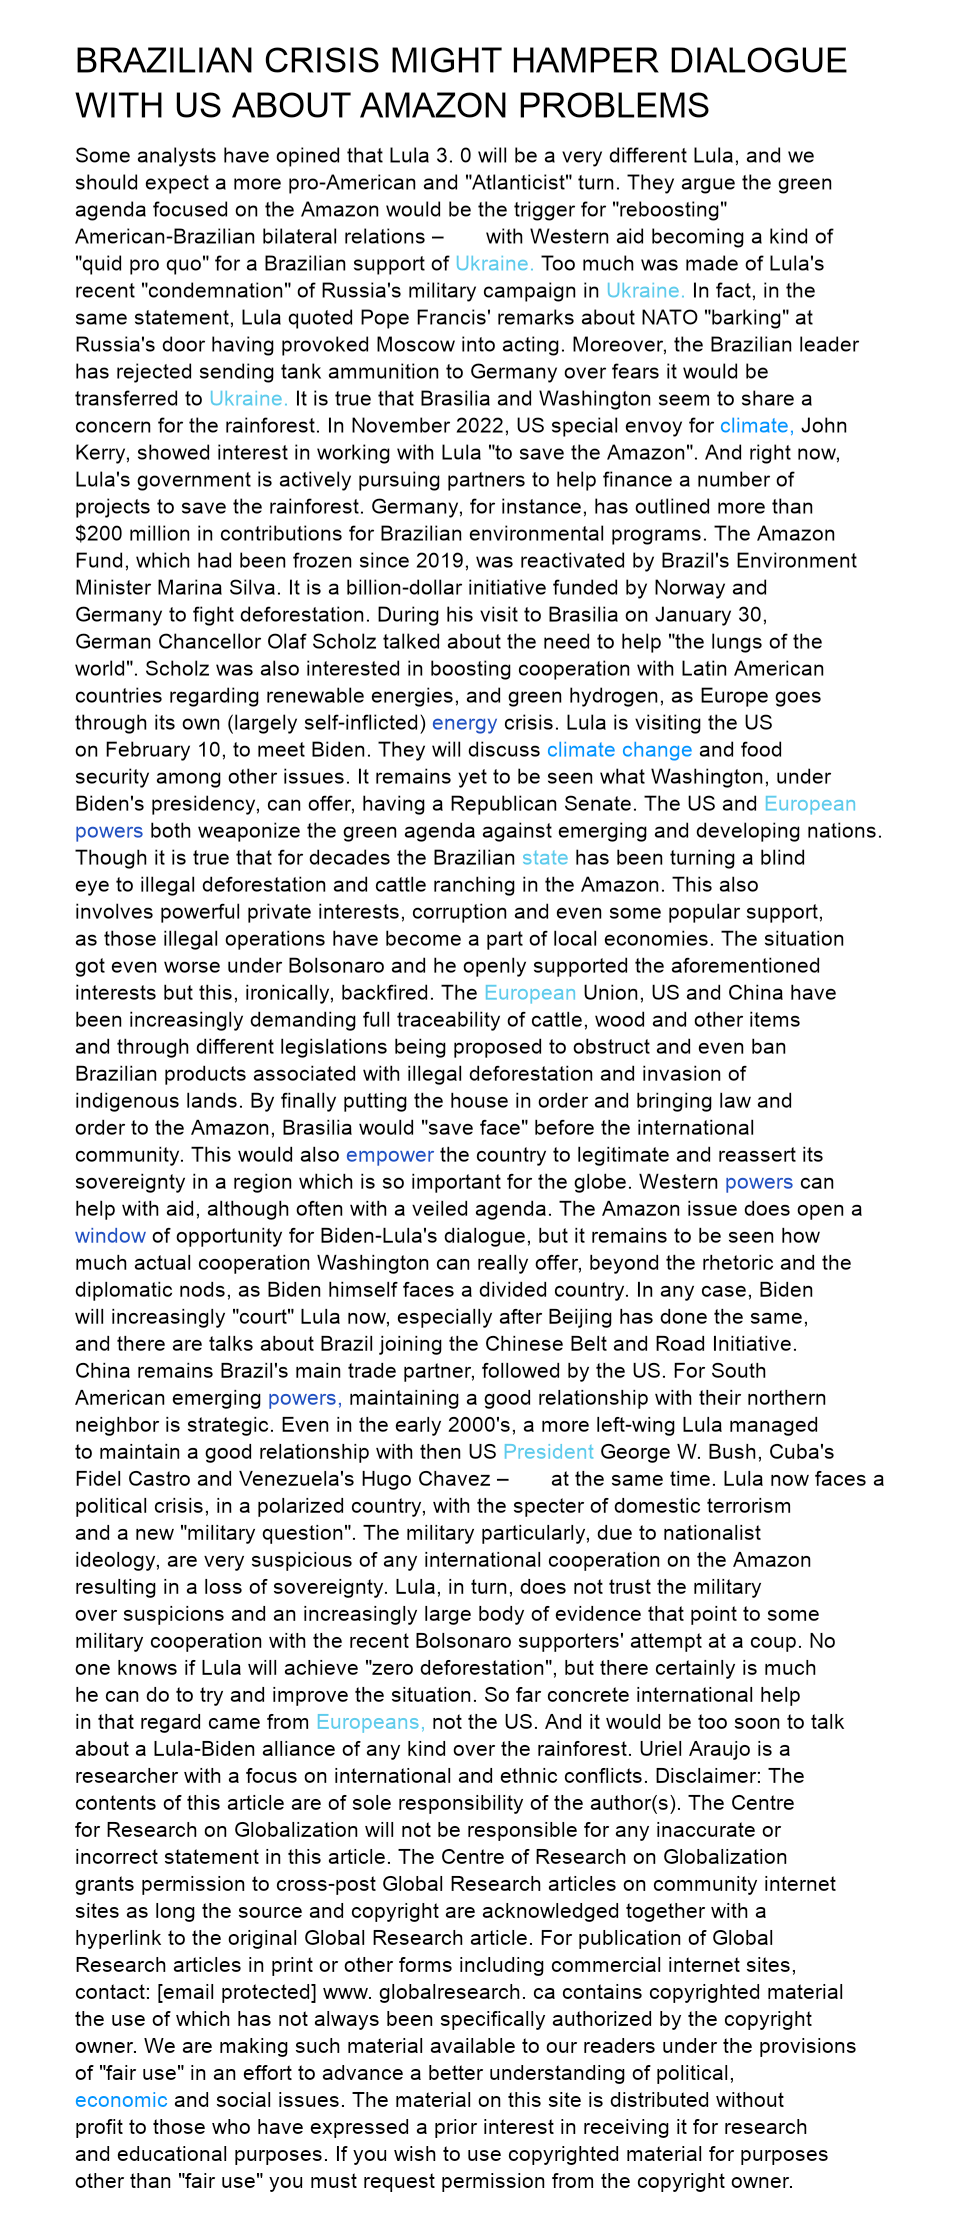 BRAZILIAN CRISIS MIGHT HAMPER DIALOGUE
WITH US ABOUT AMAZON PROBLEMS
Some analysts have opined that Lula 3. 0 will be a very different Lula, and we
should expect a more pro-American and "Atlanticist" turn. They argue the green
agenda focused on the Amazon would be the trigger for "reboosting"
American-Brazilian bilateral relations – with Western aid becoming a kind of
"quid pro quo" for a Brazilian support of Ukraine. Too much was made of Lula's
recent "condemnation" of Russia's military campaign in Ukraine. In fact, in the
same statement, Lula quoted Pope Francis' remarks about NATO "barking" at
Russia's door having provoked Moscow into acting. Moreover, the Brazilian leader
has rejected sending tank ammunition to Germany over fears it would be
transferred to Ukraine. It is true that Brasilia and Washington seem to share a
concern for the rainforest. In November 2022, US special envoy for climate, John
Kerry, showed interest in working with Lula "to save the Amazon". And right now,
Lula's government is actively pursuing partners to help finance a number of
projects to save the rainforest. Germany, for instance, has outlined more than
$200 million in contributions for Brazilian environmental programs. The Amazon
Fund, which had been frozen since 2019, was reactivated by Brazil's Environment
Minister Marina Silva. It is a billion-dollar initiative funded by Norway and
Germany to fight deforestation. During his visit to Brasilia on January 30,
German Chancellor Olaf Scholz talked about the need to help "the lungs of the
world". Scholz was also interested in boosting cooperation with Latin American
countries regarding renewable energies, and green hydrogen, as Europe goes
through its own (largely self-inflicted) energy crisis. Lula is visiting the US
on February 10, to meet Biden. They will discuss climate change and food
security among other issues. It remains yet to be seen what Washington, under
Biden's presidency, can offer, having a Republican Senate. The US and European
powers both weaponize the green agenda against emerging and developing nations.
Though it is true that for decades the Brazilian state has been turning a blind
eye to illegal deforestation and cattle ranching in the Amazon. This also
involves powerful private interests, corruption and even some popular support,
as those illegal operations have become a part of local economies. The situation
got even worse under Bolsonaro and he openly supported the aforementioned
interests but this, ironically, backfired. The European Union, US and China have
been increasingly demanding full traceability of cattle, wood and other items
and through different legislations being proposed to obstruct and even ban
Brazilian products associated with illegal deforestation and invasion of
indigenous lands. By finally putting the house in order and bringing law and
order to the Amazon, Brasilia would "save face" before the international
community. This would also empower the country to legitimate and reassert its
sovereignty in a region which is so important for the globe. Western powers can
help with aid, although often with a veiled agenda. The Amazon issue does open a
window of opportunity for Biden-Lula's dialogue, but it remains to be seen how
much actual cooperation Washington can really offer, beyond the rhetoric and the
diplomatic nods, as Biden himself faces a divided country. In any case, Biden
will increasingly "court" Lula now, especially after Beijing has done the same,
and there are talks about Brazil joining the Chinese Belt and Road Initiative.
China remains Brazil's main trade partner, followed by the US. For South
American emerging powers, maintaining a good relationship with their northern
neighbor is strategic. Even in the early 2000's, a more left-wing Lula managed
to maintain a good relationship with then US President George W. Bush, Cuba's
Fidel Castro and Venezuela's Hugo Chavez – at the same time. Lula now faces a
political crisis, in a polarized country, with the specter of domestic terrorism
and a new "military question". The military particularly, due to nationalist
ideology, are very suspicious of any international cooperation on the Amazon
resulting in a loss of sovereignty. Lula, in turn, does not trust the military
over suspicions and an increasingly large body of evidence that point to some
military cooperation with the recent Bolsonaro supporters' attempt at a coup. No
one knows if Lula will achieve "zero deforestation", but there certainly is much
he can do to try and improve the situation. So far concrete international help
in that regard came from Europeans, not the US. And it would be too soon to talk
about a Lula-Biden alliance of any kind over the rainforest. Uriel Araujo is a
researcher with a focus on international and ethnic conflicts. Disclaimer: The
contents of this article are of sole responsibility of the author(s). The Centre
for Research on Globalization will not be responsible for any inaccurate or
incorrect statement in this article. The Centre of Research on Globalization
grants permission to cross-post Global Research articles on community internet
sites as long the source and copyright are acknowledged together with a
hyperlink to the original Global Research article. For publication of Global
Research articles in print or other forms including commercial internet sites,
contact: [email protected] www. globalresearch. ca contains copyrighted material
the use of which has not always been specifically authorized by the copyright
owner. We are making such material available to our readers under the provisions
of "fair use" in an effort to advance a better understanding of political,
economic and social issues. The material on this site is distributed without
profit to those who have expressed a prior interest in receiving it for research
and educational purposes. If you wish to use copyrighted material for purposes
other than "fair use" you must request permission from the copyright owner.